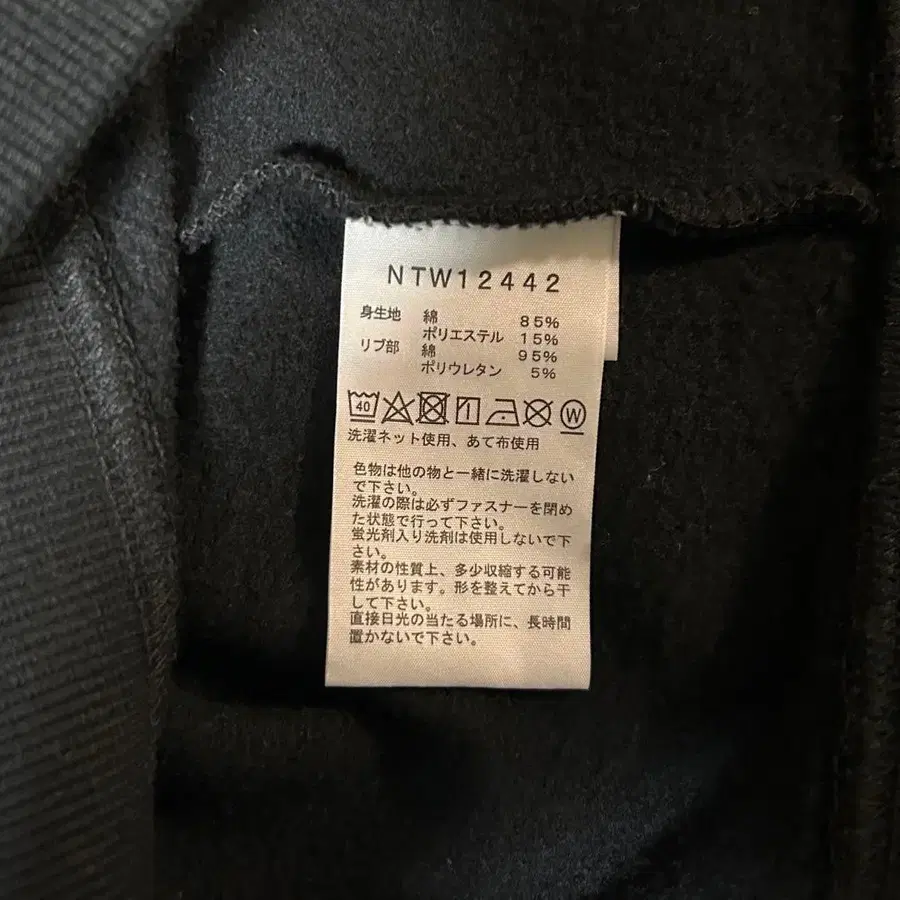 NTW12442
身生地 綿 85%
ポリエステル 15%
リブ部 綿 95%
ポリウレタン 5%
40 W
洗濯ネット使用、あて布使用
色物は他の物と一緒に洗濯しない
で下さい。
洗濯の際は必ずファスナーを閉め
た状態で行って下さい。
蛍光剤入り洗剤は使用しないで下
さい。
素材の性質上、多少収縮する可能
性があります。形を整えてから干
して下さい。
直接日光の当たる場所に、長時間
置かないで下さい。